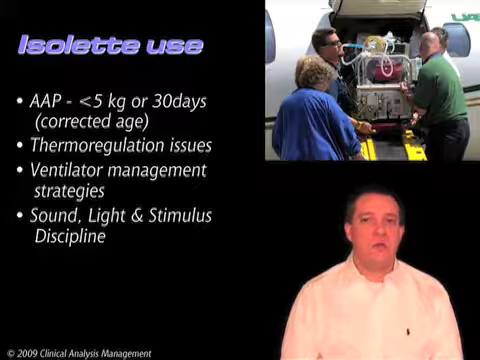 Isolette use
• AAP - <5 kg or 30days
(corrected age)
• Thermoregulation issues
• Ventilator management
strategies
• Sound, Light & Stimulus
Discipline
© 2009 Clinical Analysis Management